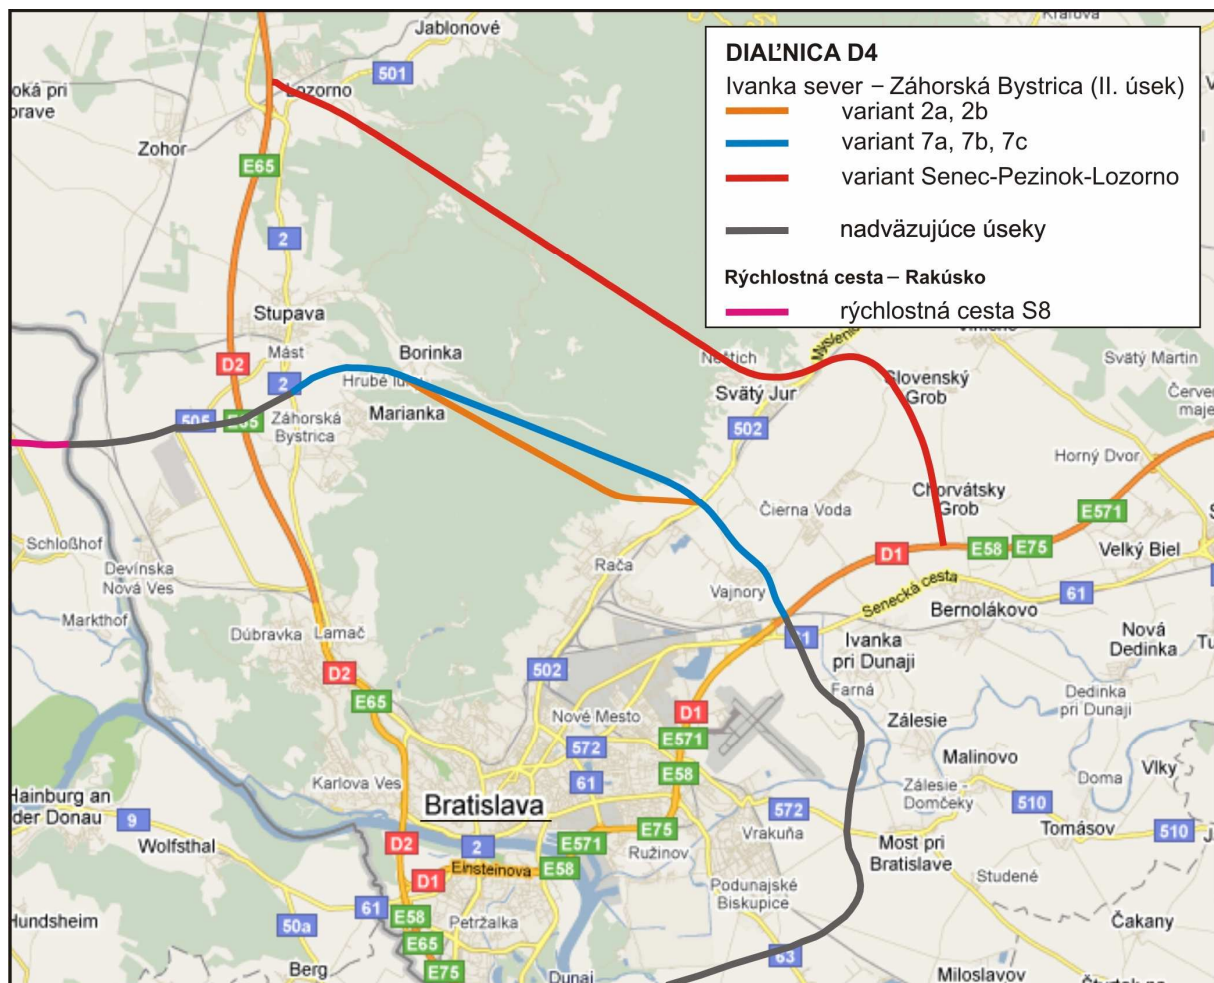 DIAĽNICA D4
Ivanka sever – Záhorská Bystrica (II. úsek)
variant 2a, 2b
variant 7a, 7b, 7c
variant Senec-Pezinok-Lozorno
nadväzujúce úseky
Rýchlostná cesta – Rakúsko
rýchlostná cesta S8
Jablonové
501
Lozorno
oká pri
orave
Zohor
E65
2
Stupava
Mást
Borinka
D2
2
Hrubé
Marianka
505
E65
Záhorská
Bystrica
Neštich
Svätý Jur
Slovenský
Grob
Svätý Martin
502
Horný Dvor
Chorvátsky
Grob
Čierna Voda
E571
D1
E58
E75
Velký Biel
Schloßhof
Devínska
Nová Ves
Rača
Vajnory
Senecká cesta
61
Bernolákovo
Markthof
Dúbravka
Lamač
61
Ivanka
pri Dunaji
Nová
Dedinka
D2
502
E65
Farná
Dedinka
pri Dunaji
Nové Mesto
D1
Zálesie
572
E571
Malinovo
Vlky
Karlova Ves
61
E58
Zálesie -
Domčeky
Doma
Hainburg an
der Donau
9
Bratislava
572
510
Tomásov
510
Wolfsthal
D2
2
E571
E75
Vrakuňa
Most pri
Bratislave
Einsteinova
E58
Ružinov
D1
Studené
Podunajské
Biskupice
Hundsheim
50a
61
E58
Petržalka
Čakany
E65
63
Berg
E75
Dunaj
Miloslavov